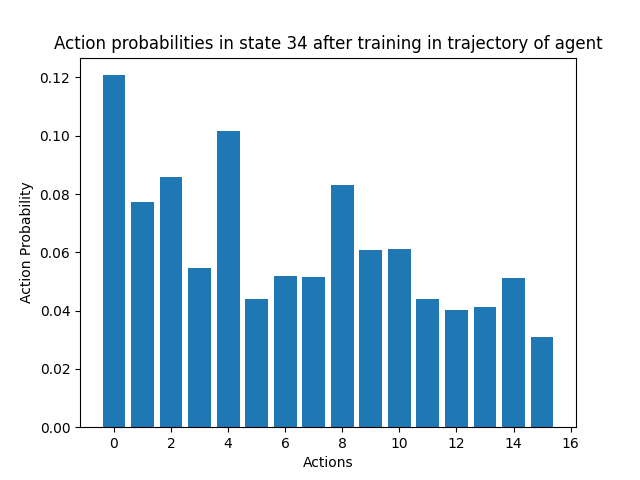 Action probabilities in state 34 after training in trajectory of agent
0.12
0.10
0.08
0.06
0.04
0.02
0.00
Action Probability
0 2 4 6 8 10 12 14 16
Actions